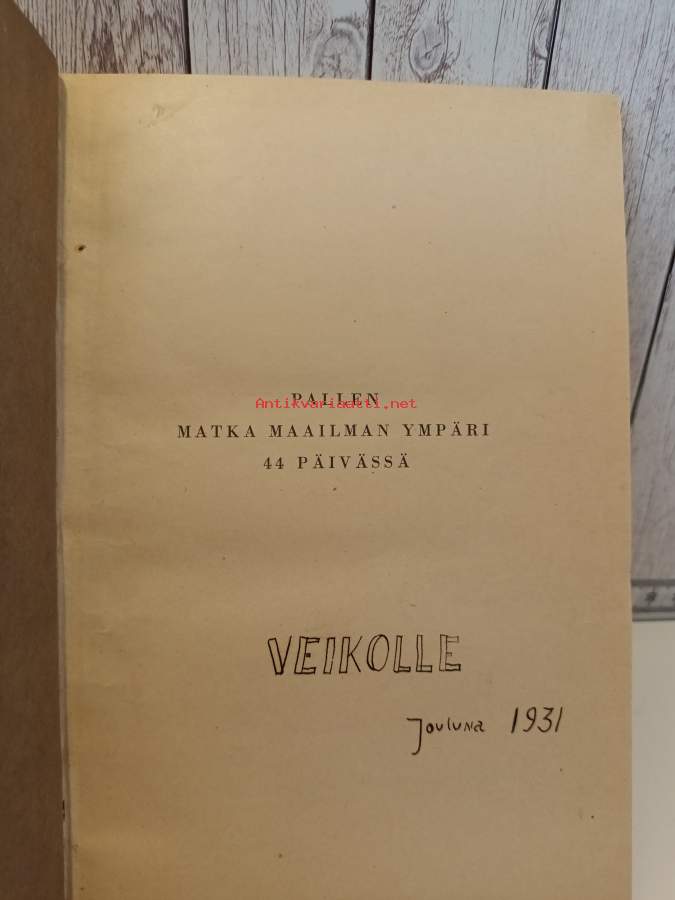 PALLEN
Antikvariaatti.net
MATKA MAAILMAN YMPÄRI
44 PÄIVÄSSÄ
VEIKOLLE
Jouluna 1931